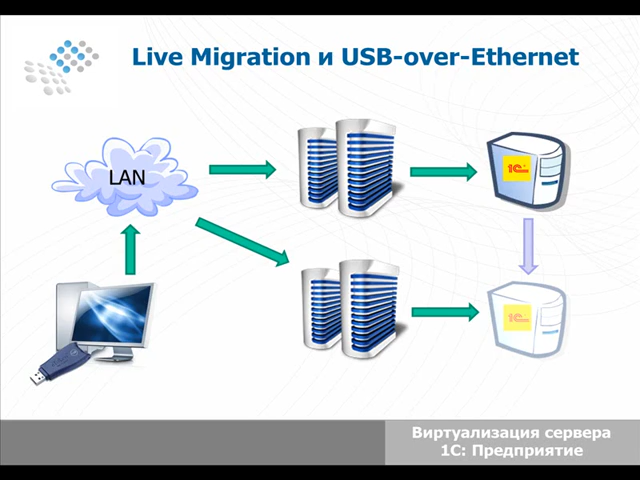 Live Migration и USB-over-Ethernet
LAN
1С
1С
Виртуализация сервера
1С: Предприятие